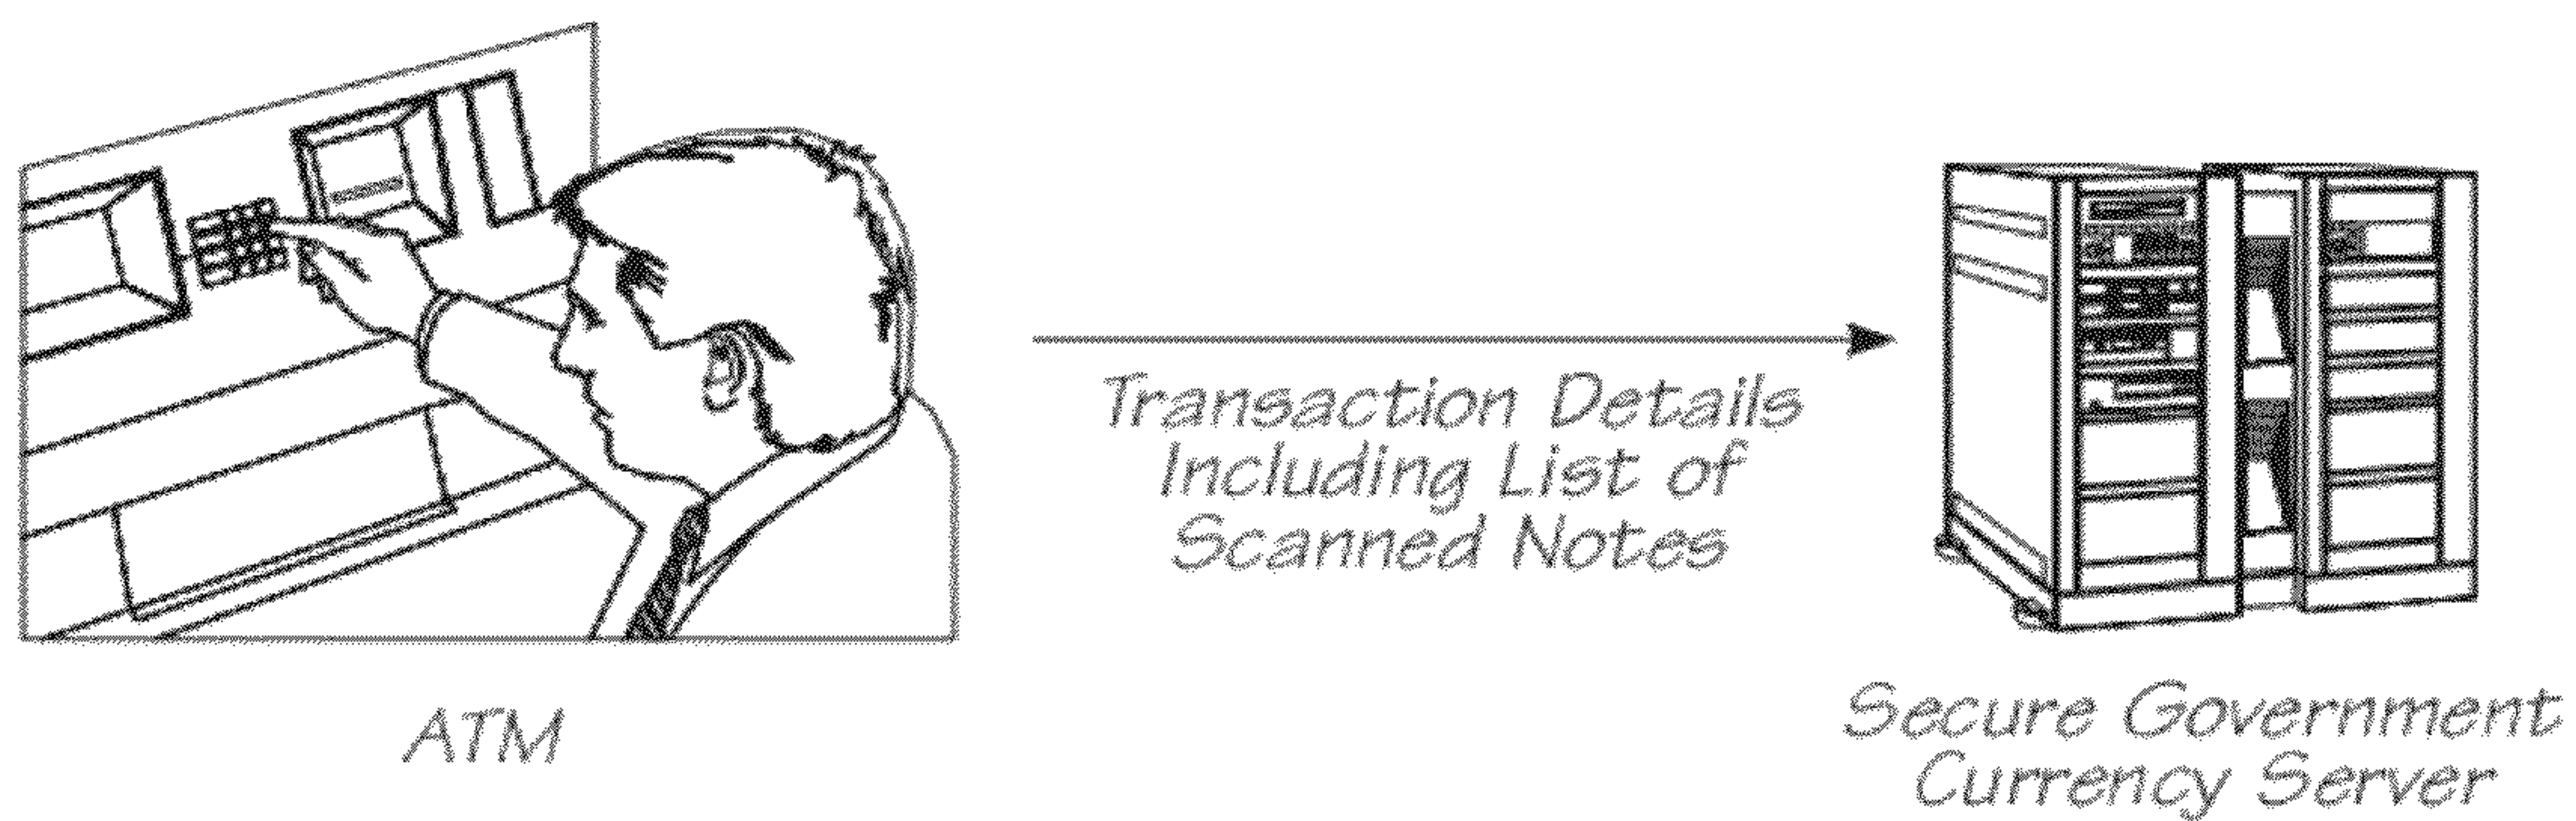 Transaction Details
Including List of
Scanned Notes
ATM
Secure Government
Currency Server